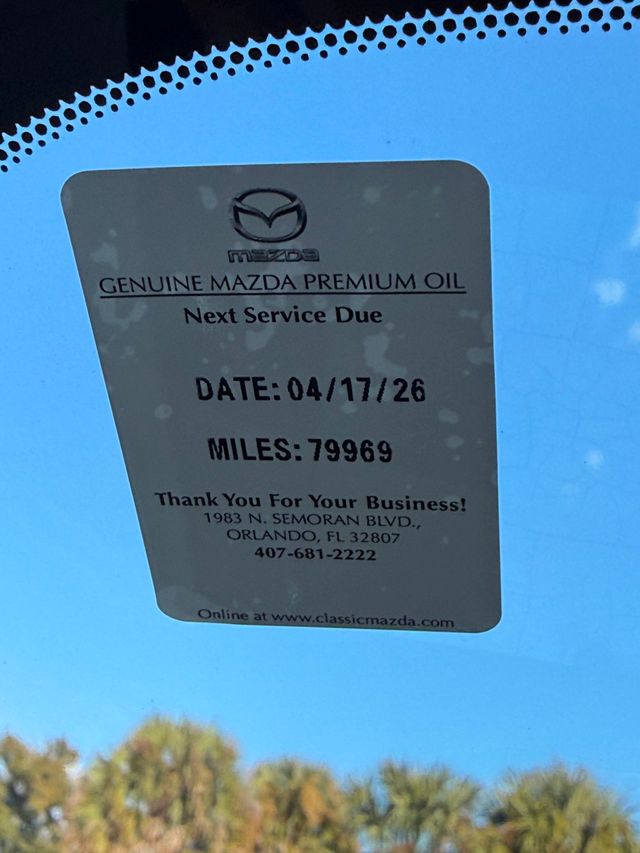 mazda
GENUINE MAZDA PREMIUM OIL
Next Service Due
DATE: 04/17/26
MILES: 79969
Thank You For Your Business!
1983 N. SEMORAN BLVD.,
ORLANDO, FL 32807
407-681-2222
Online at www.classicmazda.com